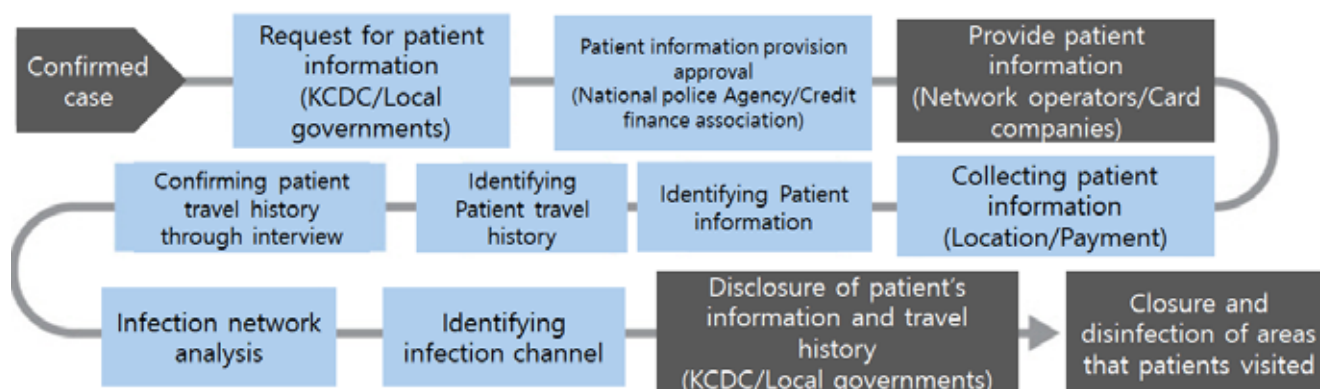 Confirmed
case
Request for patient
information
(KCDC/Local
governments)
Patient information provision
approval
(National police Agency/Credit
finance association)
Provide patient
information
(Network operators/Card
companies)
Collecting patient
information
(Location/Payment)
Identifying Patient
information
Identifying
Patient travel
history
Confirming patient
travel history
through interview
Infection network
analysis
Identifying
infection channel
Disclosure of patient's
information and travel
history
(KCDC/Local governments)
Closure and
disinfection of areas
that patients visited